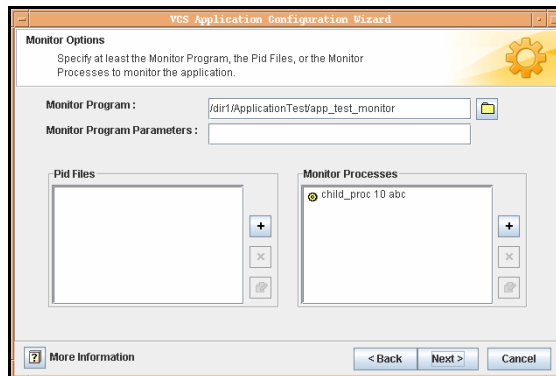 VCS Application Configuration Wizard
Monitor Options
Specify at least the Monitor Program, the Pid Files, or the Monitor
Processes to monitor the application.
Monitor Program :
/dir1/ApplicationTest/app_test_monitor
Monitor Program Parameters :
Pid Files
Monitor Processes
child_proc 10 abc
? More Information
< Back
Next >
Cancel